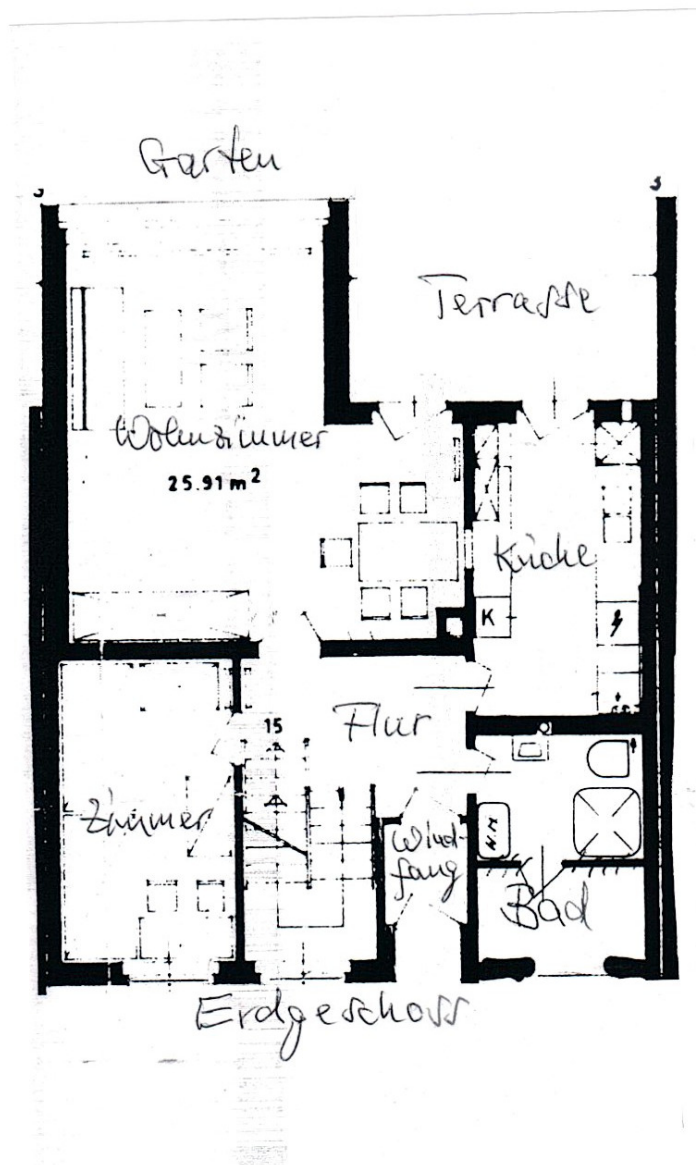 Garten
Terrasse
Wohnzimmer
25.91 m²
Küche
K
15
Flur
Zimmer
Wind-
fang
W.M
Bad
Erdgeschoss